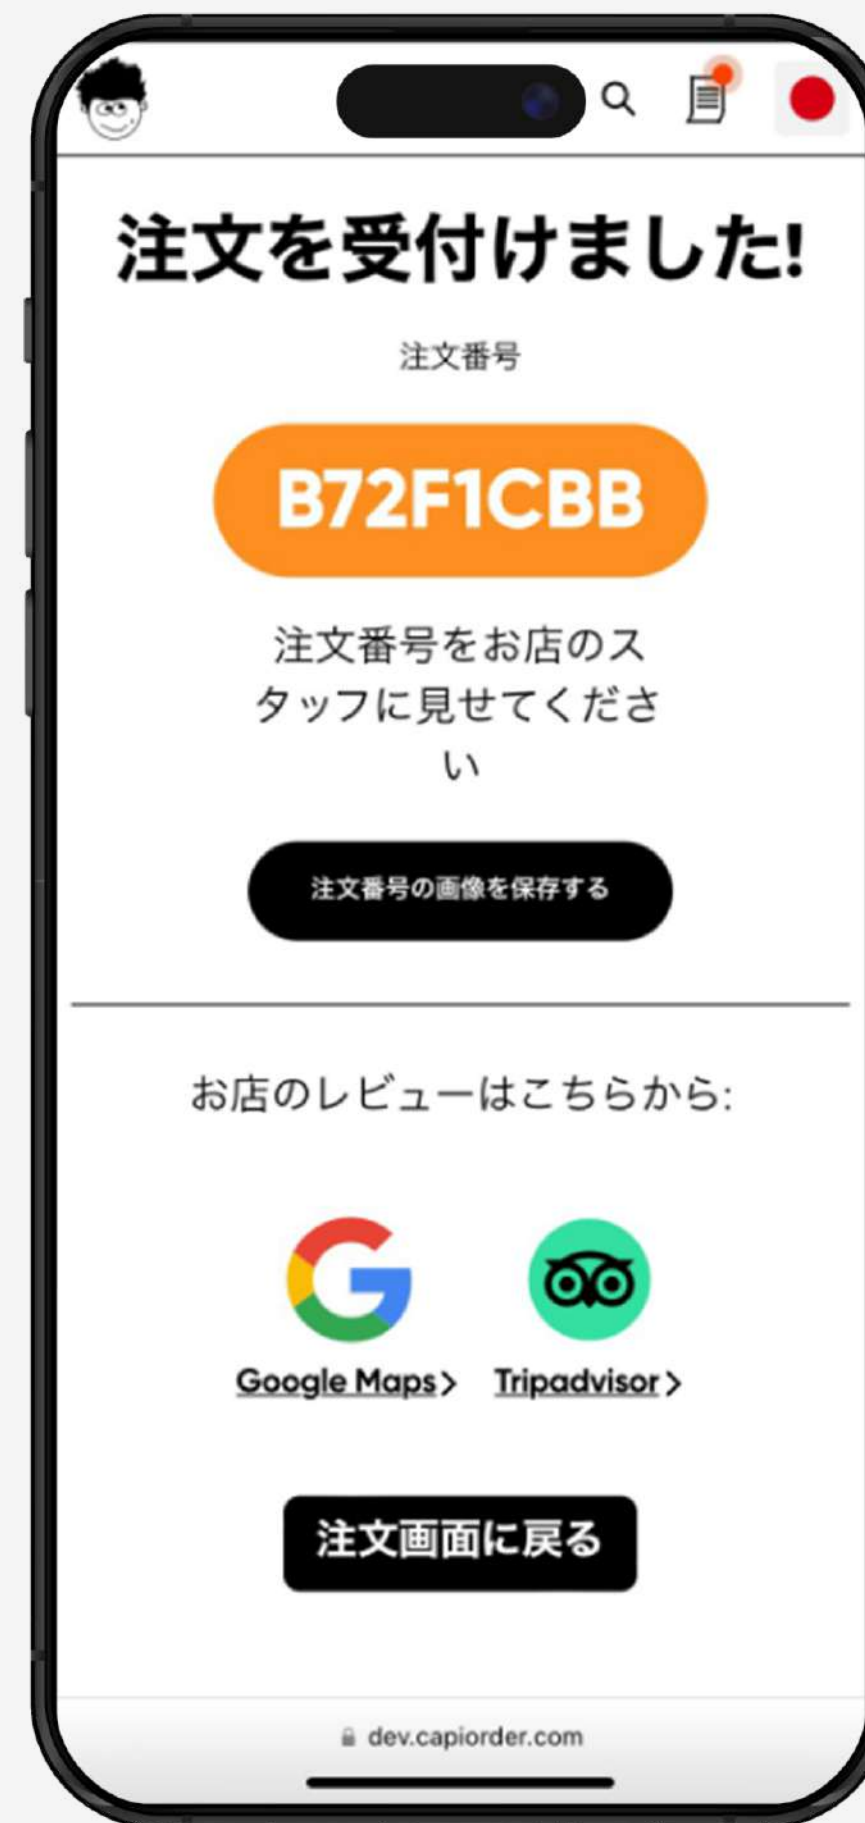 注文を受付けました!
注文番号
B72F1CBB
注文番号をお店のス
タッフに見せてくださ
い
注文番号の画像を保存する
お店のレビューはこちらから:
Google Maps> Tripadvisor>
注文画面に戻る
dev.capiorder.com